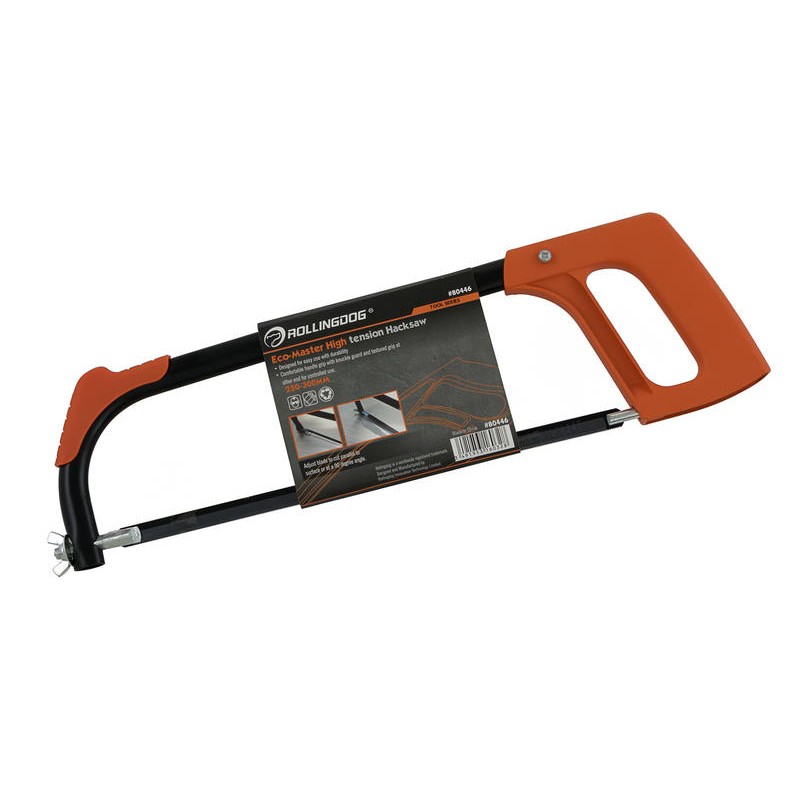 #80446
TOOL SERIES
ROLLINGDOG®
Eco-Master High tension Hacksaw
• Designed for easy use with durability
• Comfortable handle grip with knuckle guard and textured grip at
other end for controlled use.
250-300MM
Adjust blade to cut parallel to
surface or at a 90 degree angle.
#80446
Made in China
Rollingdog is a worldwide registered trademark.
Designed and Manufactured by
Rollingdog Innovation Technology Limited.